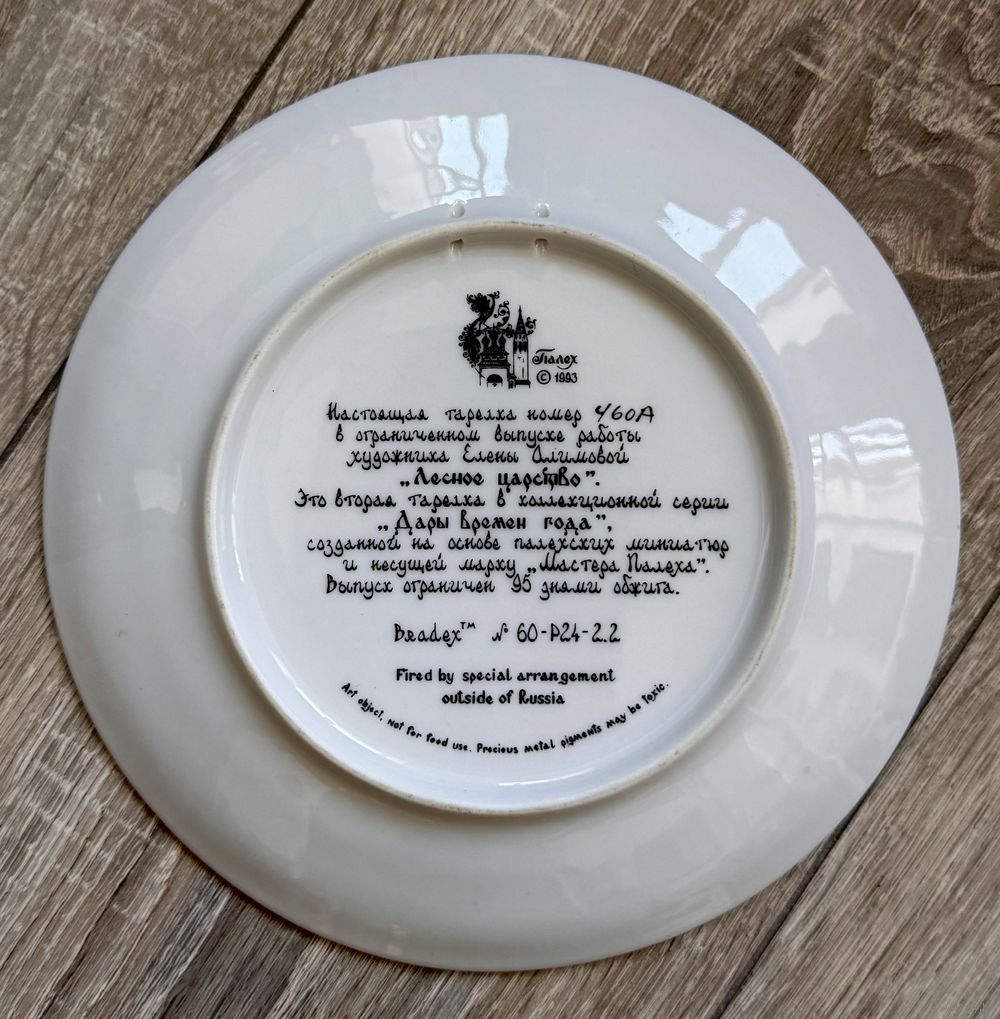 Палех
© 1993
Настоящая тарелка номер 460А
в ограниченном выпуске работы
художника Елены Алимовой
„Лесное царство”.
Это вторая тарелка в коллекционной серии
„Дары времен года”,
созданной на основе палехских миниатюр
и несущей марку „Мастера Палеха”.
Выпуск ограничен 95 днями обжига.
Bradex™ № 60-P24-2.2
Fired by special arrangement
outside of Russia
Art object, not for food use. Precious metal pigments may be toxic.